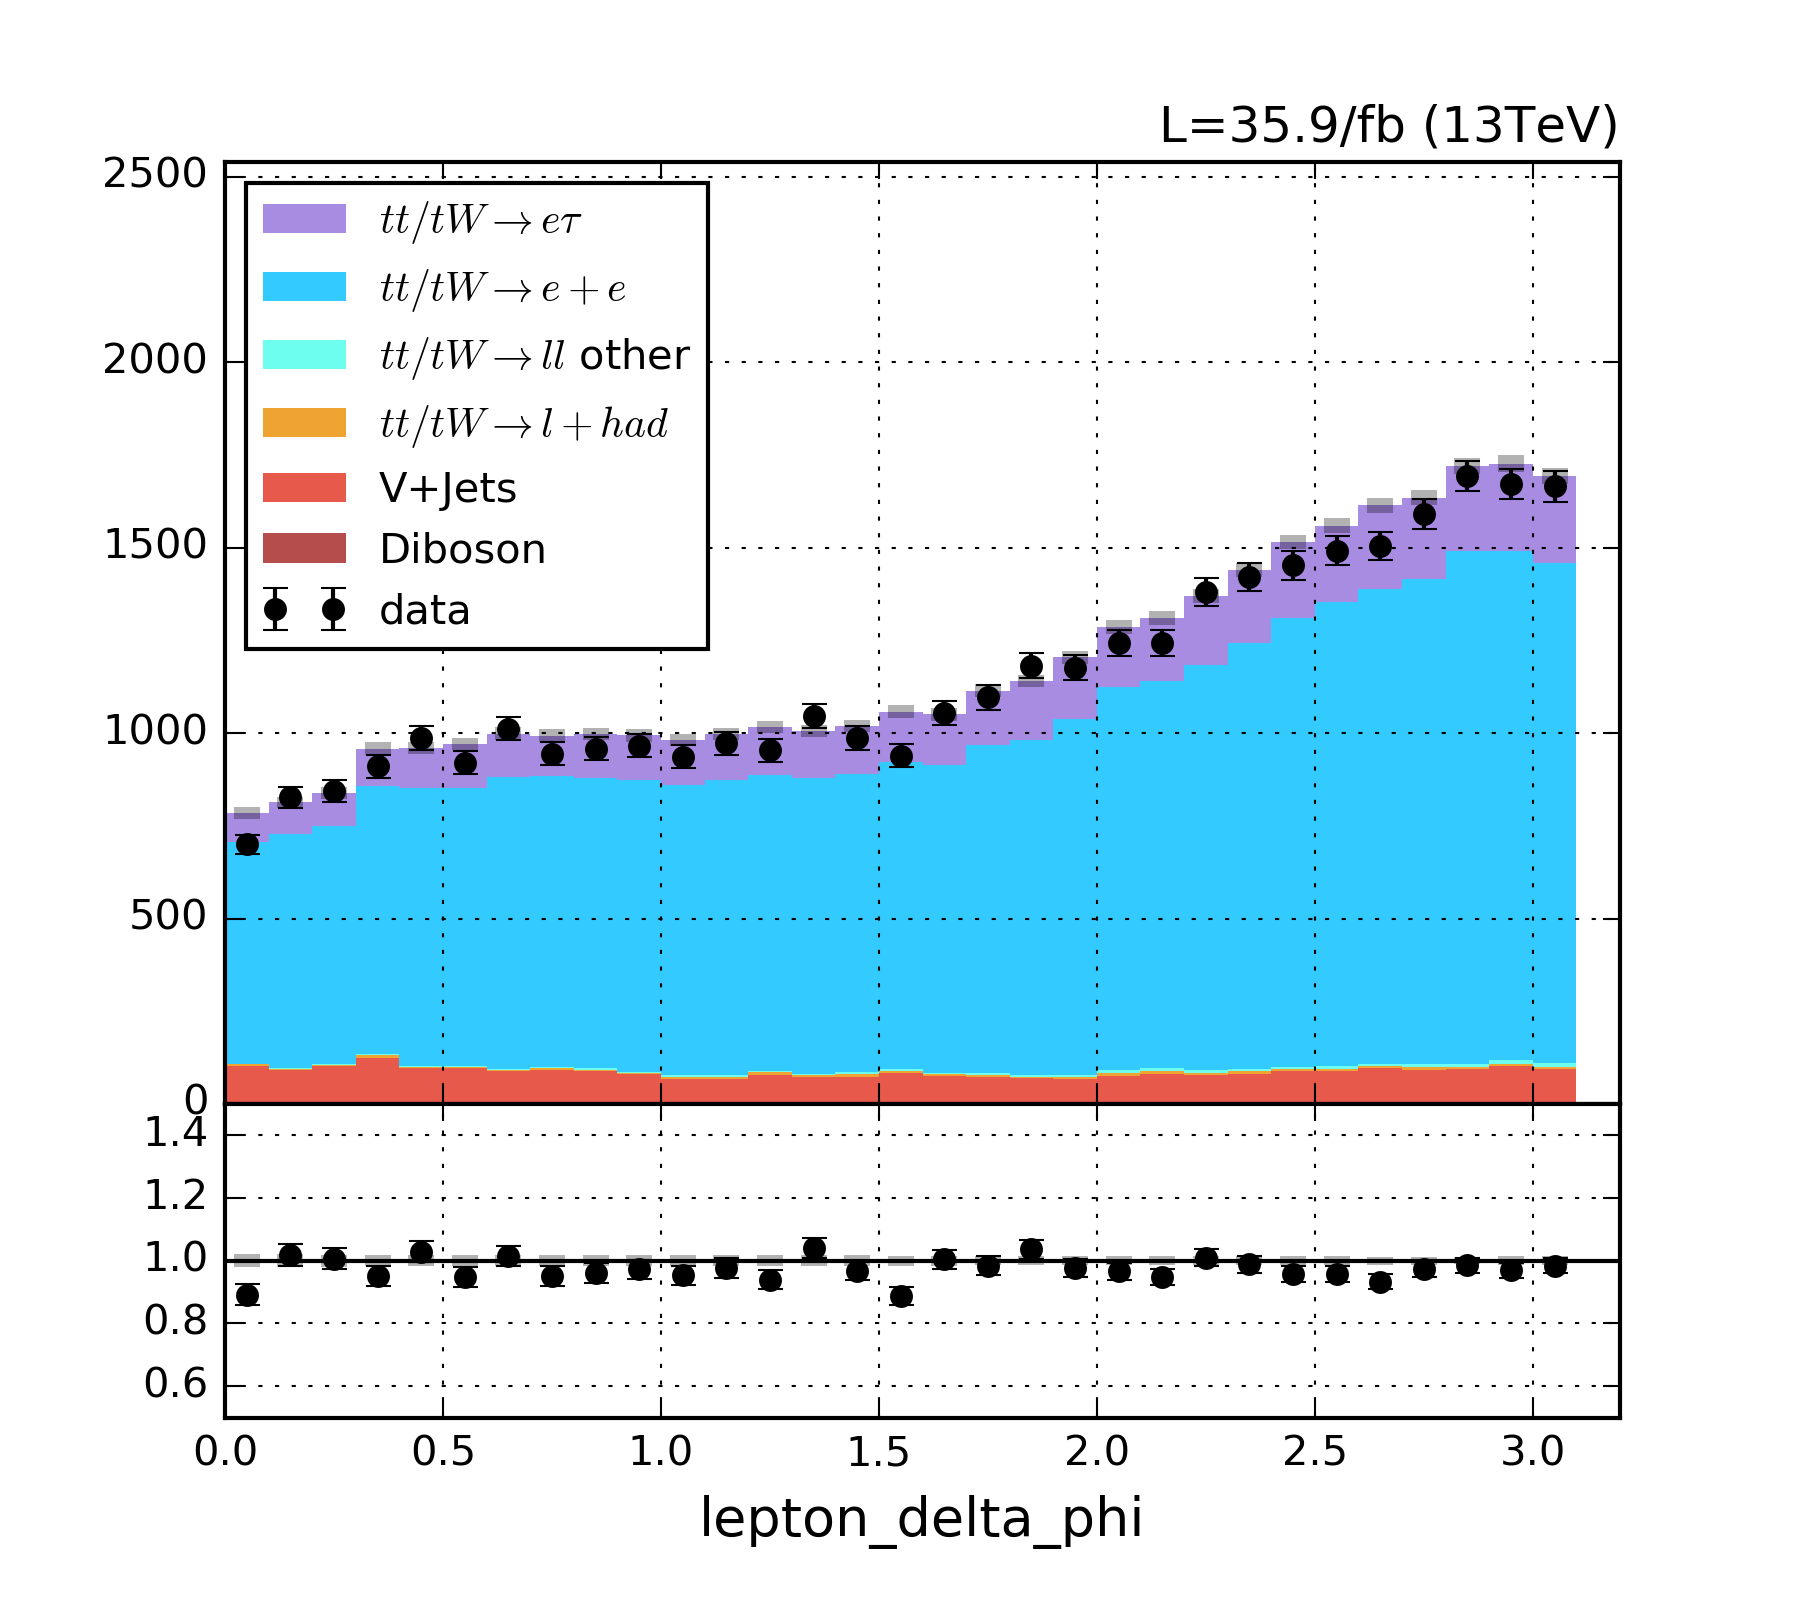 L=35.9/fb (13TeV)
2500
2000
1500
1000
500
0
tt/tW→eτ
tt/tW→e+e
tt/tW→ll other
tt/tW→l+had
V+Jets
Diboson
data
1.4
1.2
1.0
0.8
0.6
0.0 0.5 1.0 1.5 2.0 2.5 3.0
lepton_delta_phi